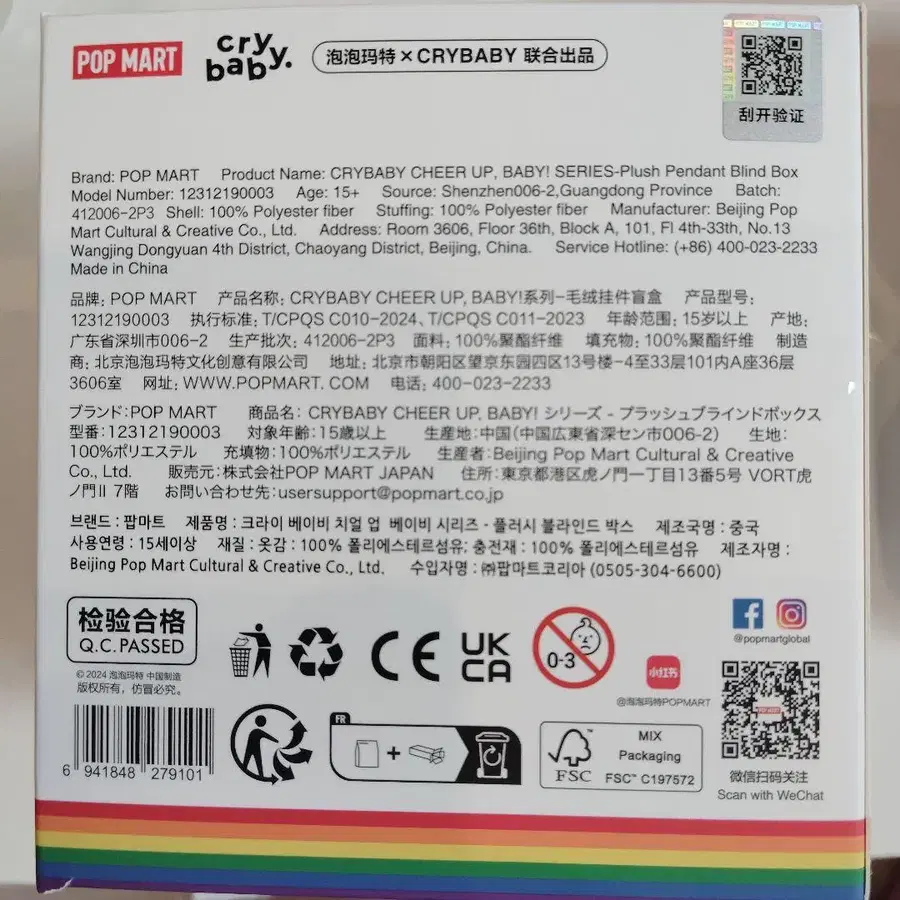 POP MART
cry baby.
泡泡玛特×CRYBABY 联合出品
刮开验证
Brand: POP MART Product Name: CRYBABY CHEER UP, BABY! SERIES-Plush Pendant Blind Box
Model Number: 12312190003 Age: 15+ Source: Shenzhen006-2,Guangdong Province Batch:
412006-2P3 Shell: 100% Polyester fiber Stuffing: 100% Polyester fiber Manufacturer: Beijing Pop
Mart Cultural & Creative Co., Ltd. Address: Room 3606, Floor 36th, Block A, 101, Fl 4th-33th, No.13
Wangjing Dongyuan 4th District, Chaoyang District, Beijing, China. Service Hotline: (+86) 400-023-2233
Made in China
品牌: POP MART 产品名称: CRYBABY CHEER UP, BABY!系列-毛绒挂件盲盒 产品型号:
12312190003 执行标准: T/CPQS C010-2024、T/CPQS C011-2023 年龄范围: 15岁以上 产地:
广东省深圳市006-2 生产批次: 412006-2P3 面料: 100%聚酯纤维 填充物: 100%聚酯纤维 制造
商: 北京泡泡玛特文化创意有限公司 地址: 北京市朝阳区望京东园四区13号楼-4至33层101内A座36层
3606室 网址: WWW.POPMART. COM 电话: 400-023-2233
ブランド:POP MART 商品名: CRYBABY CHEER UP, BABY! シリーズ - プラッシュブラインドボックス
型番:12312190003 対象年齢:15歳以上 生産地:中国(中国広東省深セン市006-2) 生地:
100%ポリエステル 充填物:100%ポリエステル 生産者:Beijing Pop Mart Cultural & Creative
Co., Ltd. 販売元:株式会社POP MART JAPAN 住所:東京都港区虎ノ門一丁目13番5号 VORT虎
ノ門Ⅱ 7階 お問い合わせ先:usersupport@popmart.co.jp
브랜드 : 팝마트 제품명 : 크라이 베이비 치얼 업 베이비 시리즈 - 플러시 블라인드 박스 제조국명 : 중국
사용연령 : 15세이상 재질 : 옷감 : 100% 폴리에스테르섬유; 충전재 : 100% 폴리에스테르섬유 제조자명 :
Beijing Pop Mart Cultural & Creative Co., Ltd. 수입자명 : ㈜팝마트코리아 (0505-304-6600)
检验合格
Q.C.PASSED
CE
UK
CA
0-3
@popmartglobal
小红书
@泡泡玛特POPMART
© 2024 泡泡玛特 中国制造
版权所有，仿冒必究。
6 941848 279101
FR
FSC
MIX
Packaging
FSC™ C197572
POP MART
微信扫码关注
Scan with WeChat